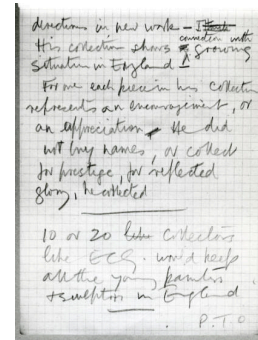 directions in new work –
connection with
His collection shows growing
situation in England –
For me each piece in his collection
represents an encouragement, or
an appreciation – He did
not buy names, or collect
for prestige, for reflected
glory, he collected
10 or 20 like collectors
like ECG. would keep
all the young painters
& sculptors in England
P.T.O